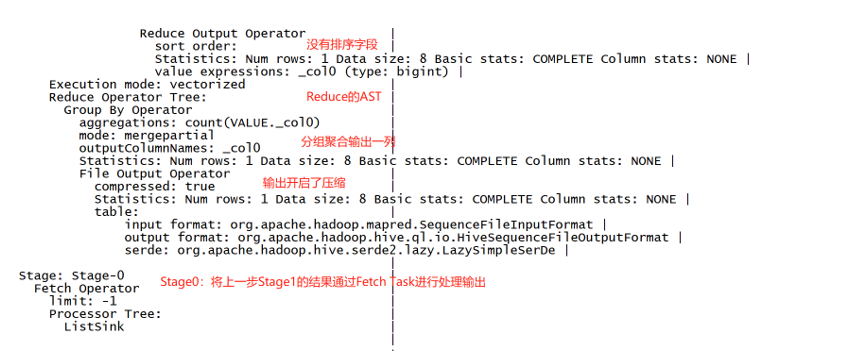 Reduce Output Operator |
sort order: 没有排序字段 |
Statistics: Num rows: 1 Data size: 8 Basic stats: COMPLETE Column stats: NONE |
value expressions: _col0 (type: bigint) |
Execution mode: vectorized |
Reduce Operator Tree: Reduce的AST |
Group By Operator |
aggregations: count(VALUE._col0) |
mode: mergepartial 分组聚合输出一列 |
outputColumnNames: _col0 |
Statistics: Num rows: 1 Data size: 8 Basic stats: COMPLETE Column stats: NONE |
File Output Operator |
compressed: true 输出开启了压缩 |
Statistics: Num rows: 1 Data size: 8 Basic stats: COMPLETE Column stats: NONE |
table: |
input format: org.apache.hadoop.mapred.SequenceFileInputFormat |
output format: org.apache.hadoop.hive.ql.io.HiveSequenceFileOutputFormat |
serde: org.apache.hadoop.hive.serde2.lazy.LazySimpleSerDe |
|
Stage: Stage-0 |
Fetch Operator Stage0：将上一步Stage1的结果通过Fetch Task进行处理输出 |
limit: -1 |
Processor Tree: |
ListSink |